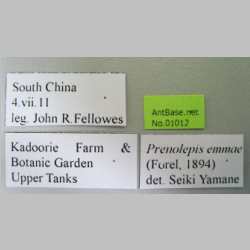 South China
4.vii.11
leg. John R.Fellowes
AntBase.net
No.01012
Kadoorie Farm &
Botanic Garden
Upper Tanks
Prenolepis emmae
(Forel, 1894)
det. Seiki Yamane